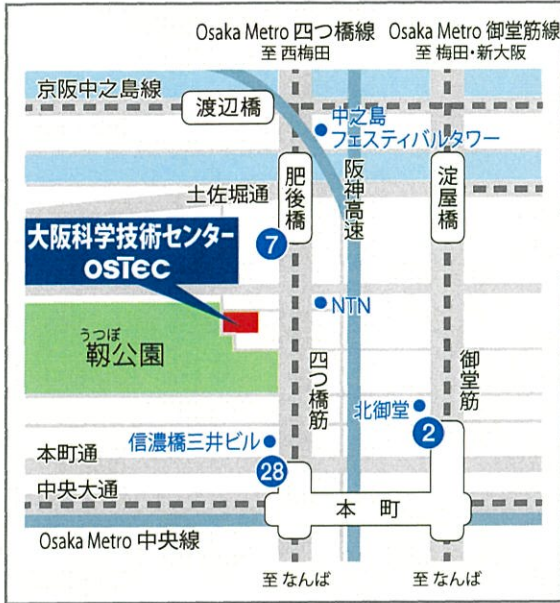 Osaka Metro 四つ橋線
至 西梅田
Osaka Metro 御堂筋線
至 梅田・新大阪
京阪中之島線
渡辺橋
中之島
フェスティバルタワー
土佐堀通
肥後橋
阪神高速
淀屋橋
大阪科学技術センター
OSTEC
7
NTN
うつぼ
靭公園
四つ橋筋
御堂筋
北御堂
2
信濃橋三井ビル
本町通
28
中央大通
本町
Osaka Metro 中央線
至 なんば
至 なんば